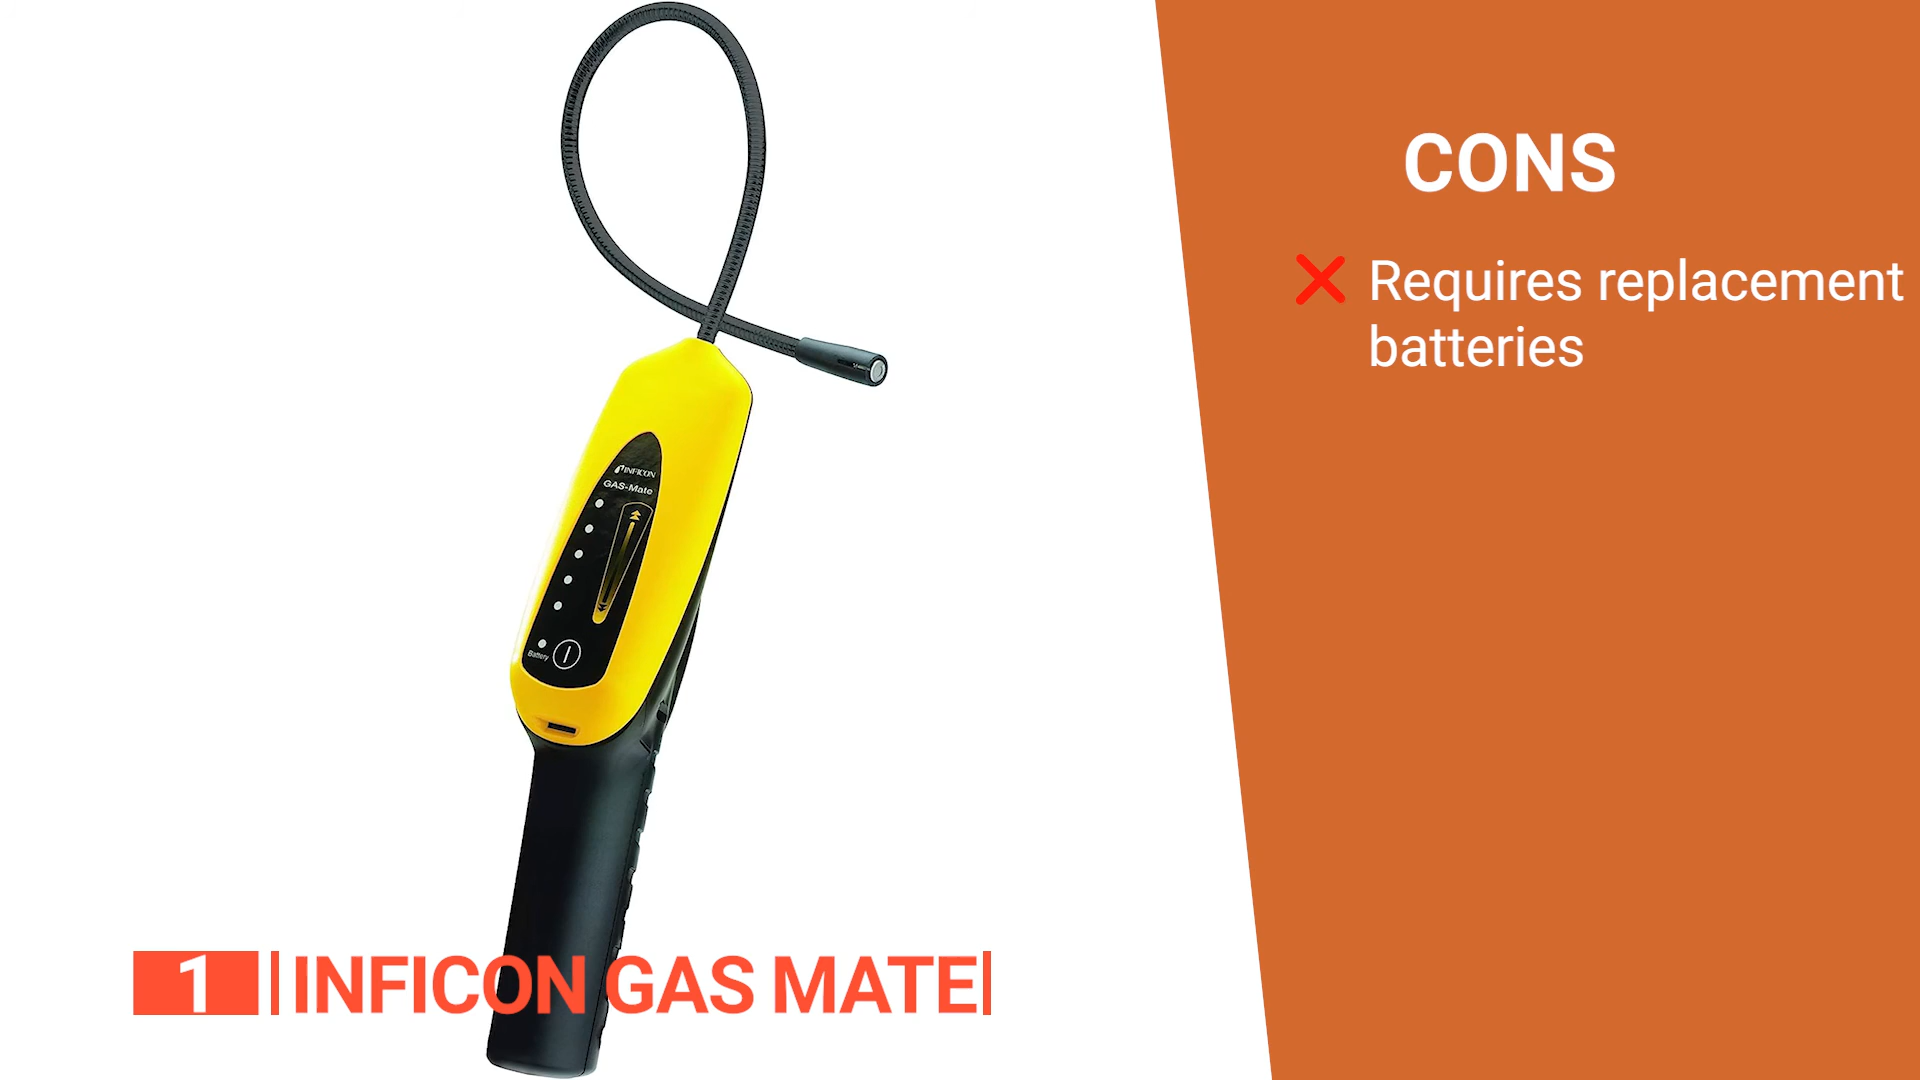 CONS
Requires replacement
batteries
INFICON
GAS-Mate
Battery
1 INFICON GAS MATE